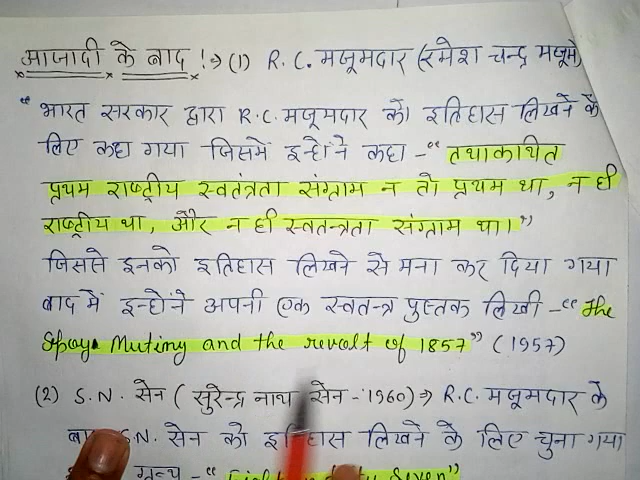 आजादी के बाद !⇒ (1) R.C. मजूमदार (रमेश चन्द्र मजूम
" भारत सरकार द्वारा R.C. मजूमदार को इतिहास लिखने के
लिए कहा गया जिसमें इन्होंने कहा - " तथाकथित
प्रथम राष्ट्रीय स्वतंत्रता संग्राम न तो प्रथम था, न ही
राष्ट्रीय था, और न ही स्वतन्त्रता संग्राम था। "
जिससे इनको इतिहास लिखने से मना कर दिया गया
बाद में इन्होंने अपनी एक स्वतन्त्र पुस्तक लिखी - " The
Mutiny and the revolt of 1857 " (1957)
(2) S.N. सेन ( सुरेन्द्र नाथ सेन - 1960) ⇒ R.C. मजूमदार के
S.N. सेन को इतिहास लिखने के लिए चुना गया
ग्रन्थ - "